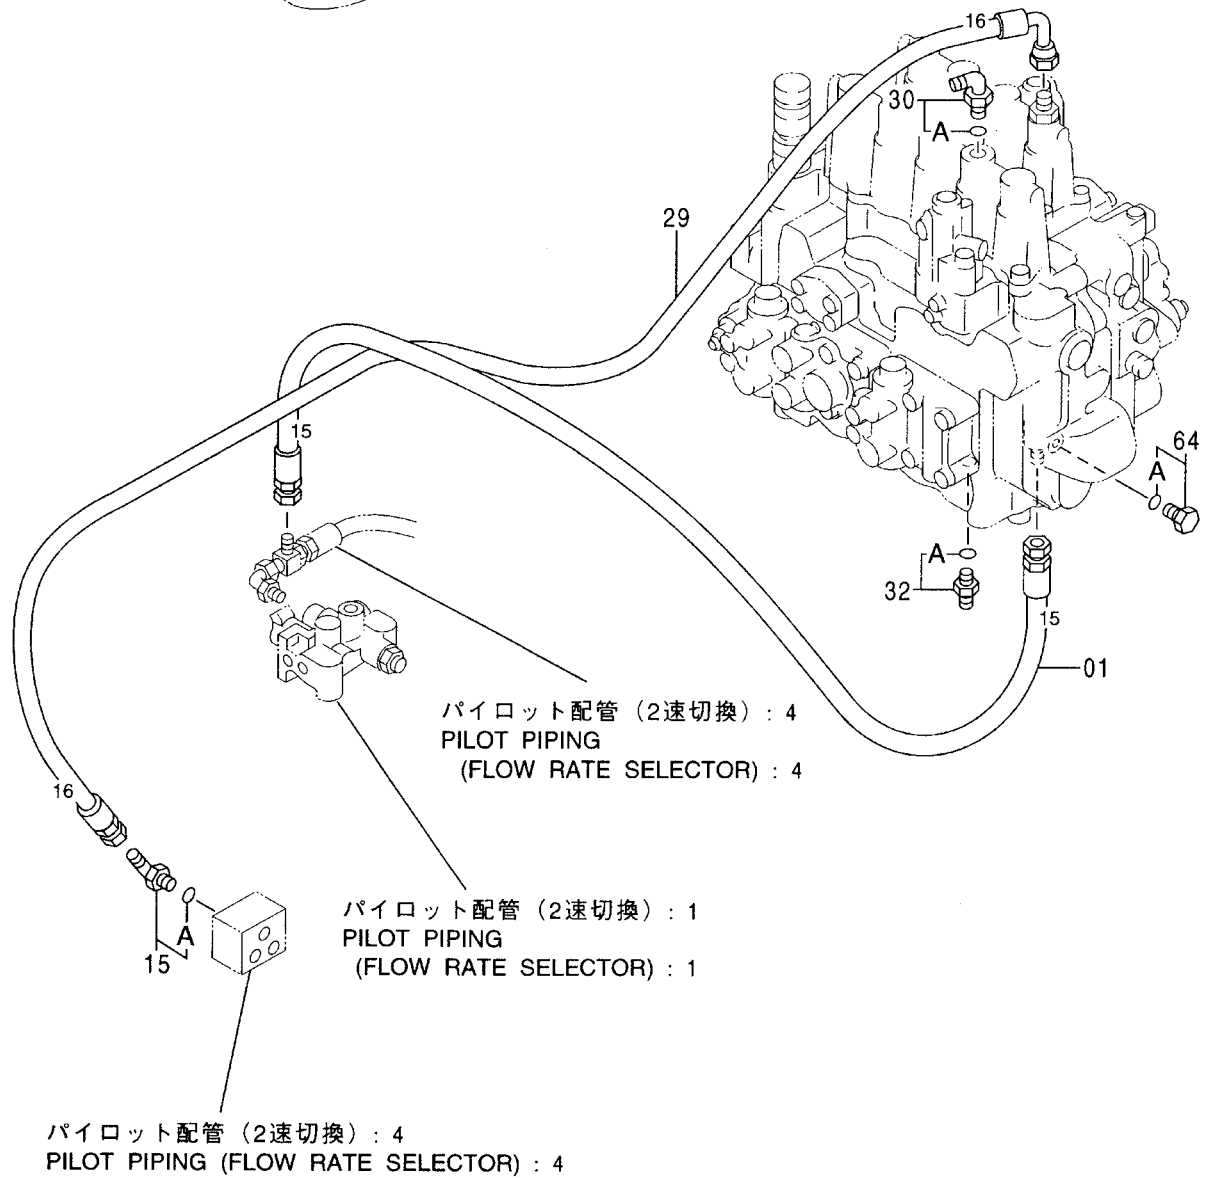 16
30
A
29
15
64
A
A
32
15
01
パイロット配管（2速切換）: 4
PILOT PIPING
(FLOW RATE SELECTOR) : 4
16
パイロット配管（2速切換）: 1
PILOT PIPING
(FLOW RATE SELECTOR) : 1
A
15
パイロット配管（2速切換）: 4
PILOT PIPING (FLOW RATE SELECTOR) : 4